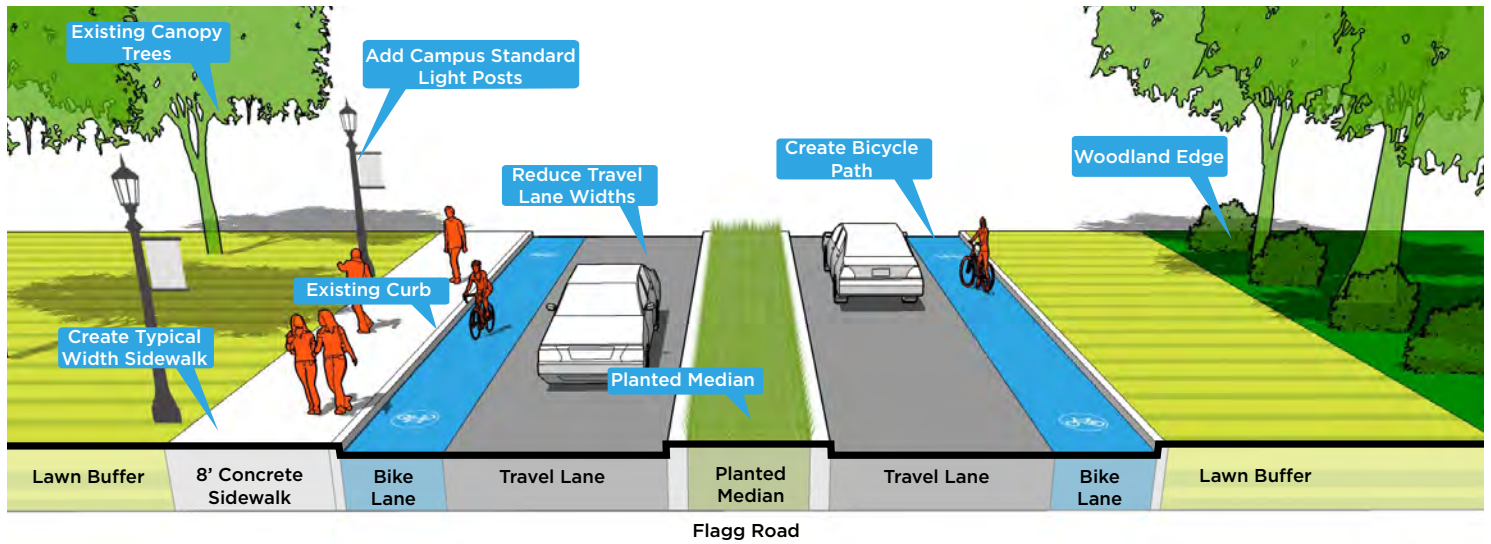 Existing Canopy
Trees
Add Campus Standard
Light Posts
Reduce Travel
Lane Widths
Create Bicycle
Path
Woodland Edge
Existing Curb
Create Typical
Width Sidewalk
Planted Median
Lawn Buffer
8’ Concrete
Sidewalk
Bike
Lane
Travel Lane
Planted
Median
Travel Lane
Bike
Lane
Lawn Buffer
Flagg Road